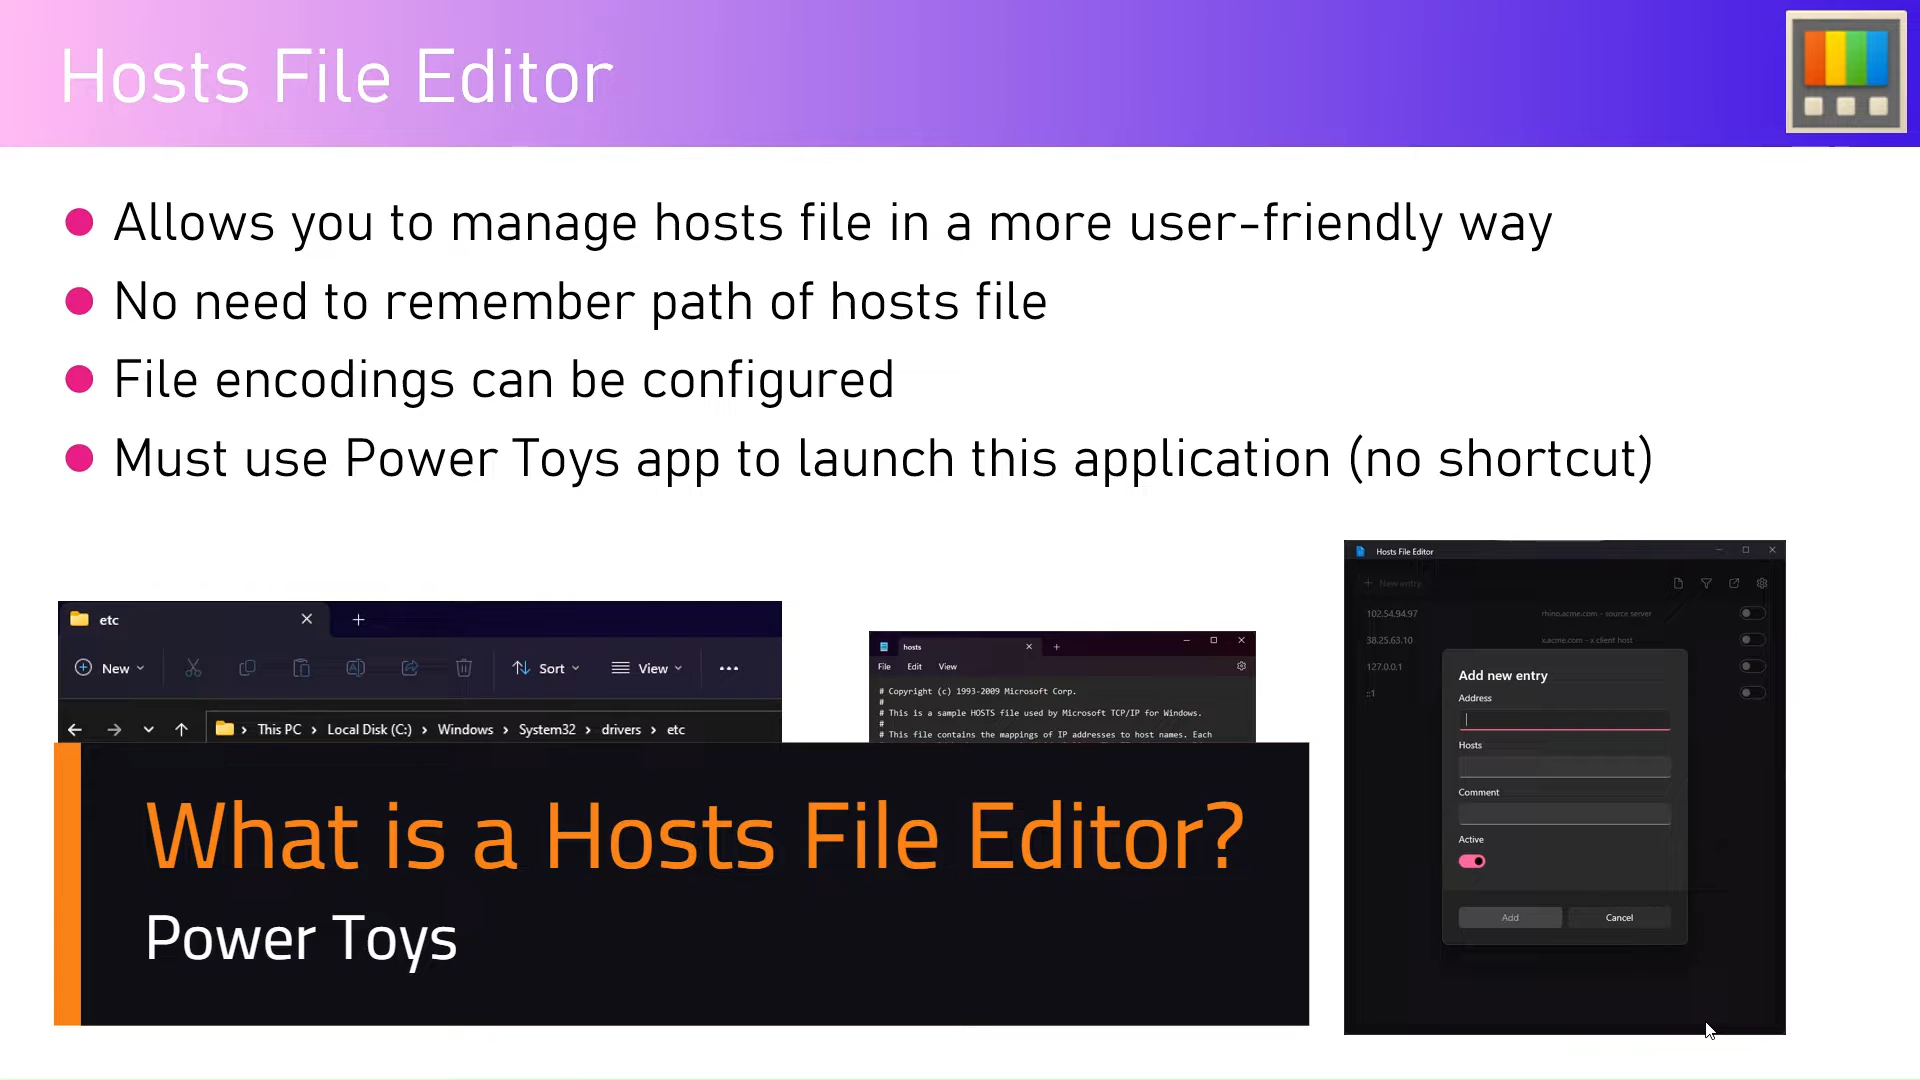 Hosts File Editor
Allows you to manage hosts file in a more user-friendly way
No need to remember path of hosts file
File encodings can be configured
Must use Power Toys app to launch this application (no shortcut)
etc
New
Sort
View
This PC > Local Disk (C:) > Windows > System32 > drivers > etc
hosts
File Edit View
# Copyright (c) 1993-2009 Microsoft Corp.
#
# This is a sample HOSTS file used by Microsoft TCP/IP for Windows.
#
# This file contains the mappings of IP addresses to host names. Each
What is a Hosts File Editor?
Power Toys
Hosts File Editor
New entry
102.54.94.97 rhino.acme.com - source server
38.25.63.10 x.acme.com - x client host
127.0.0.1
::1
Add new entry
Address
Hosts
Comment
Active
Add Cancel